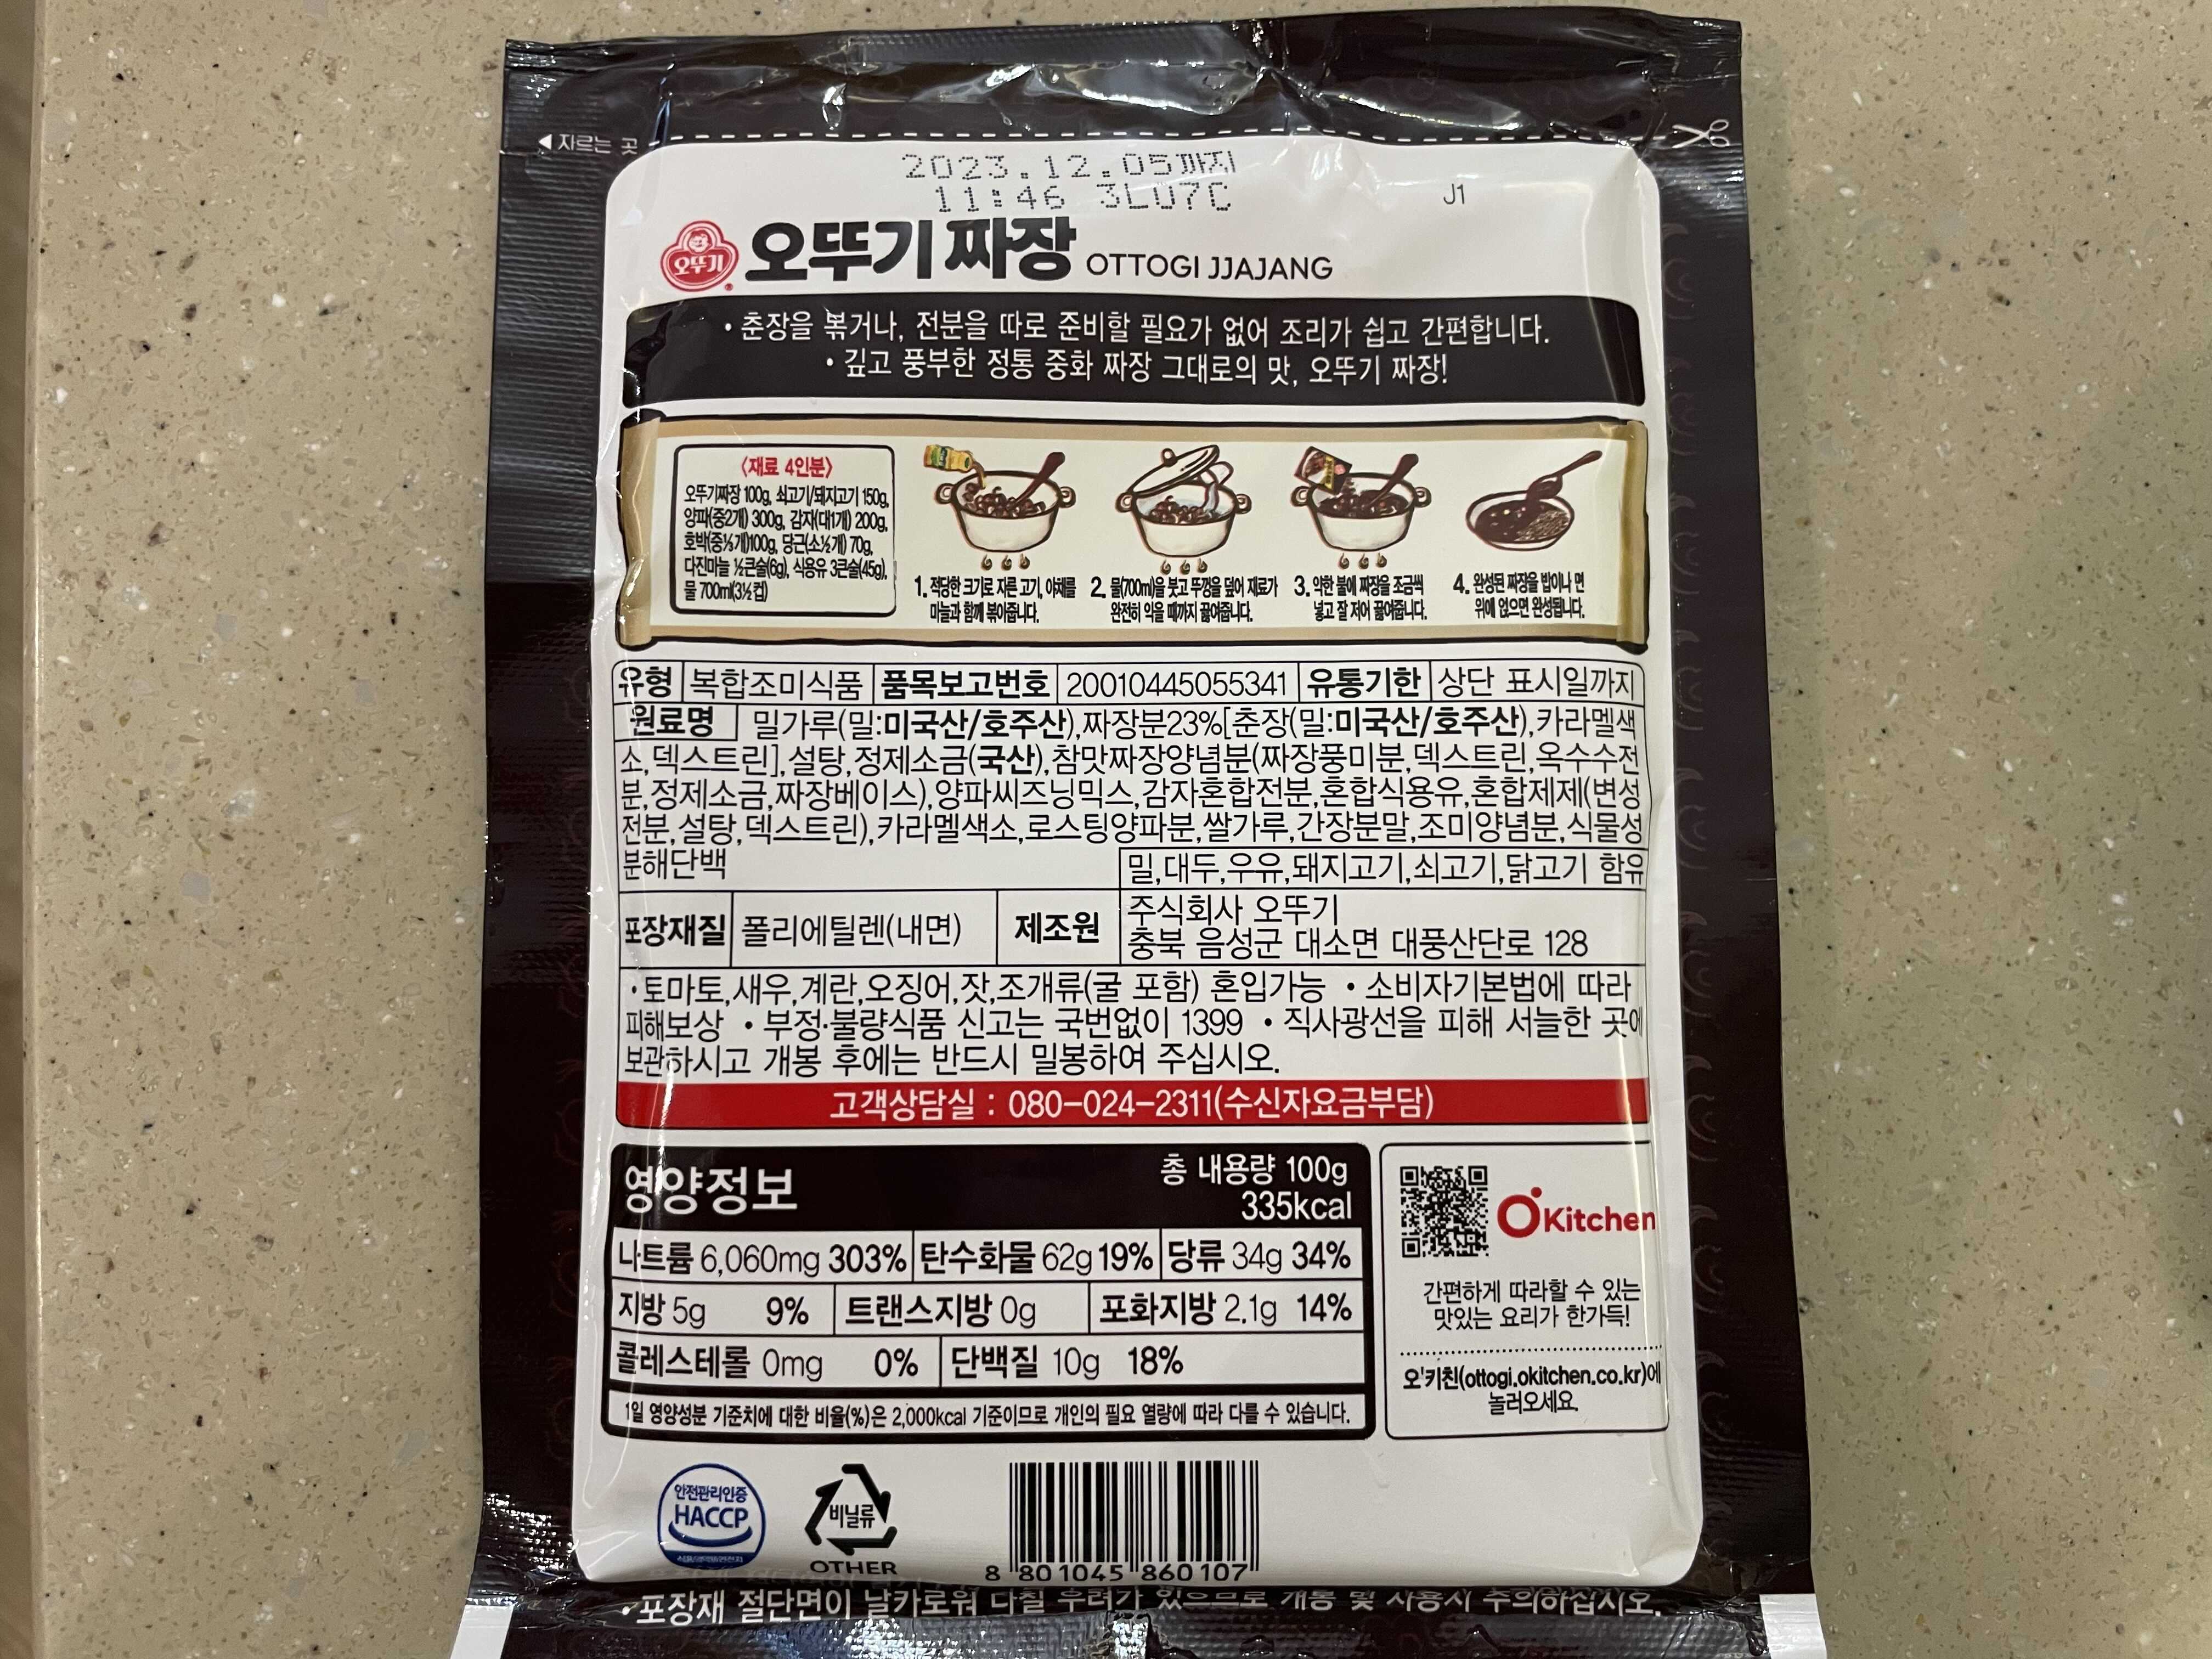 ◀ 자르는 곳
2023.12.05까지
11:46 3LU7C
J1
오뚜기
오뚜기 짜장 OTTOGI JJAJANG
• 춘장을 볶거나, 전분을 따로 준비할 필요가 없어 조리가 쉽고 간편합니다.
• 깊고 풍부한 정통 중화 짜장 그대로의 맛, 오뚜기 짜장!
〈재료 4인분〉
오뚜기짜장 100g, 쇠고기/돼지고기 150g,
양파(중2개) 300g, 감자(대1개) 200g,
호박(중⅓개)100g, 당근(소½개) 70g,
다진마늘 ½큰술(6g), 식용유 3큰술(45g),
물 700ml(3½컵)
1. 적당한 크기로 자른 고기, 야채를
마늘과 함께 볶아줍니다.
2. 물(700ml)을 붓고 뚜껑을 덮어 재료가
완전히 익을 때까지 끓여줍니다.
3. 약한 불에 짜장을 조금씩
넣고 잘 저어 끓여줍니다.
4. 완성된 짜장을 밥이나 면
위에 얹으면 완성됩니다.
유형 복합조미식품 품목보고번호 20010445055341 유통기한 상단 표시일까지
원료명 밀가루(밀:미국산/호주산),짜장분23%[춘장(밀:미국산/호주산),카라멜색
소,덱스트린],설탕,정제소금(국산),참맛짜장양념분(짜장풍미분,덱스트린,옥수수전
분,정제소금,짜장베이스),양파씨즈닝믹스,감자혼합전분,혼합식용유,혼합제제(변성
전분,설탕,덱스트린),카라멜색소,로스팅양파분,쌀가루,간장분말,조미양념분,식물성
분해단백
밀,대두,우유,돼지고기,쇠고기,닭고기 함유
포장재질 폴리에틸렌(내면) 제조원 주식회사 오뚜기
충북 음성군 대소면 대풍산단로 128
•토마토,새우,계란,오징어,잣,조개류(굴 포함) 혼입가능 • 소비자기본법에 따라
피해보상 • 부정·불량식품 신고는 국번없이 1399 • 직사광선을 피해 서늘한 곳에
보관하시고 개봉 후에는 반드시 밀봉하여 주십시오.
고객상담실 : 080-024-2311(수신자요금부담)
영양정보 총 내용량 100g
335kcal
나트륨 6,060mg 303% 탄수화물 62g 19% 당류 34g 34%
지방 5g 9% 트랜스지방 0g 포화지방 2.1g 14%
콜레스테롤 0mg 0% 단백질 10g 18%
1일 영양성분 기준치에 대한 비율(%)은 2,000kcal 기준이므로 개인의 필요 열량에 따라 다를 수 있습니다.
O'Kitchen
간편하게 따라할 수 있는
맛있는 요리가 한가득!
오'키친(ottogi.okitchen.co.kr)에
놀러오세요.
안전관리인증
HACCP
비닐류
OTHER
8 801045 860107
•포장재 절단면이 날카로워 다칠 우려가 있으므로 개봉 및 사용시 주의하십시오.